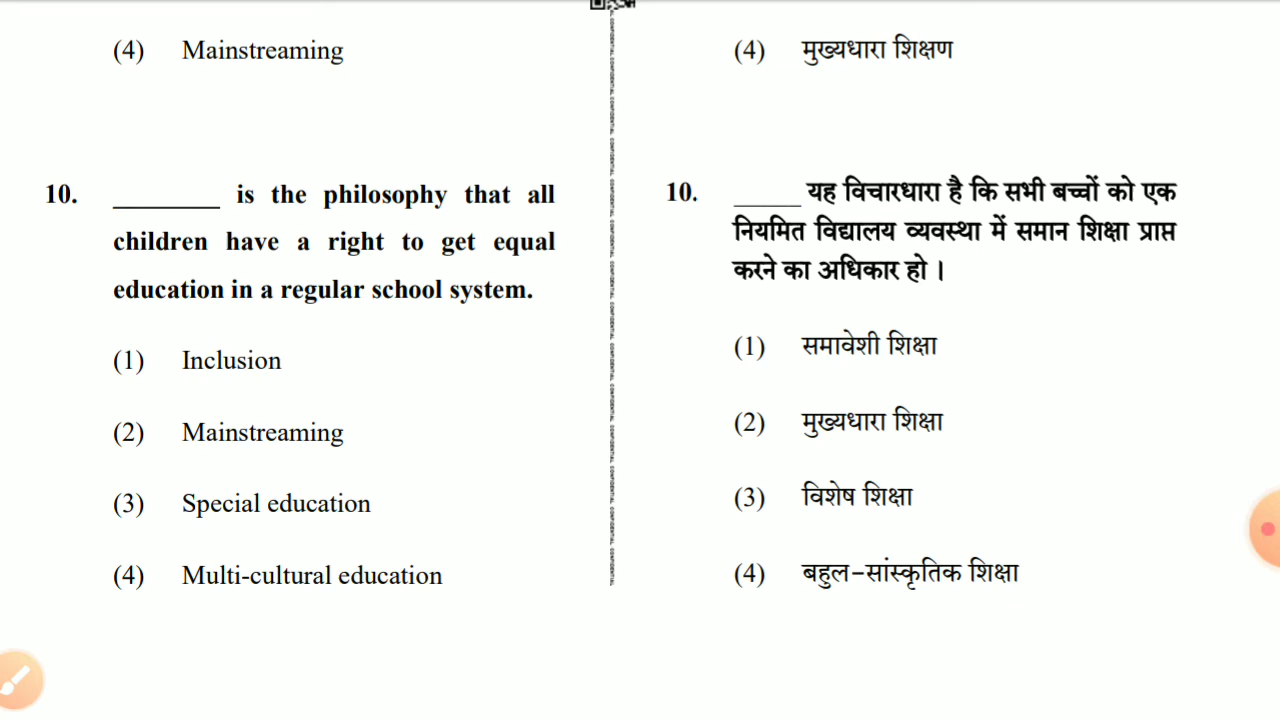 (4) Mainstreaming
10. ________ is the philosophy that all
children have a right to get equal
education in a regular school system.
(1) Inclusion
(2) Mainstreaming
(3) Special education
(4) Multi-cultural education
(4) मुख्यधारा शिक्षण
10. _____ यह विचारधारा है कि सभी बच्चों को एक
नियमित विद्यालय व्यवस्था में समान शिक्षा प्राप्त
करने का अधिकार हो ।
(1) समावेशी शिक्षा
(2) मुख्यधारा शिक्षा
(3) विशेष शिक्षा
(4) बहुल-सांस्कृतिक शिक्षा